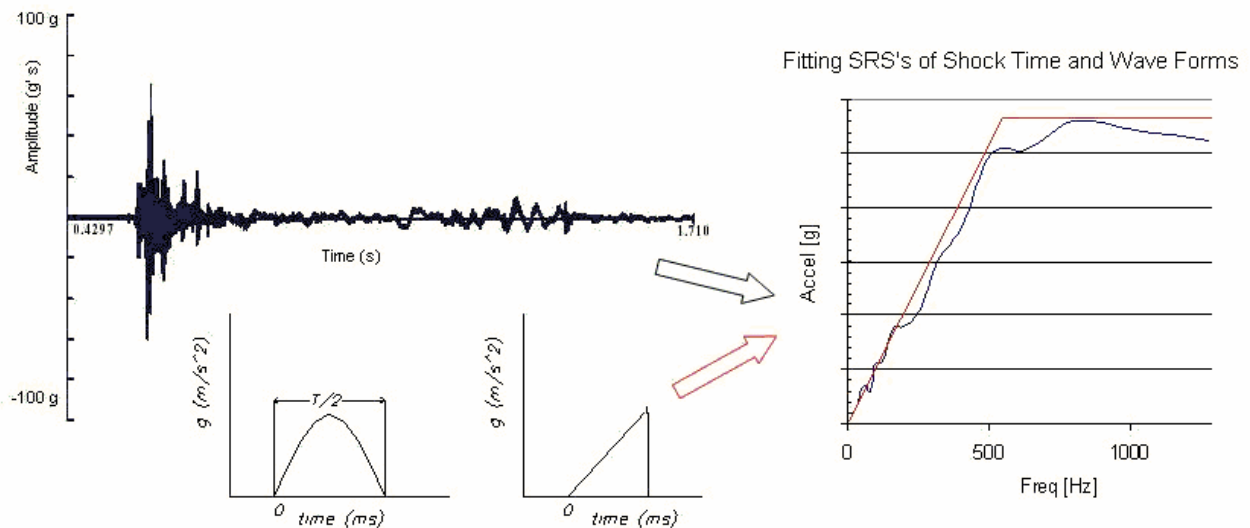 100 g
Amplitude (g's)
0.4297
1.710
Time (s)
-100 g
g (m/s^2)
T/2
0
time (ms)
g (m/s^2)
0
time (ms)
Fitting SRS's of Shock Time and Wave Forms
Accel [g]
0
500
1000
Freq [Hz]